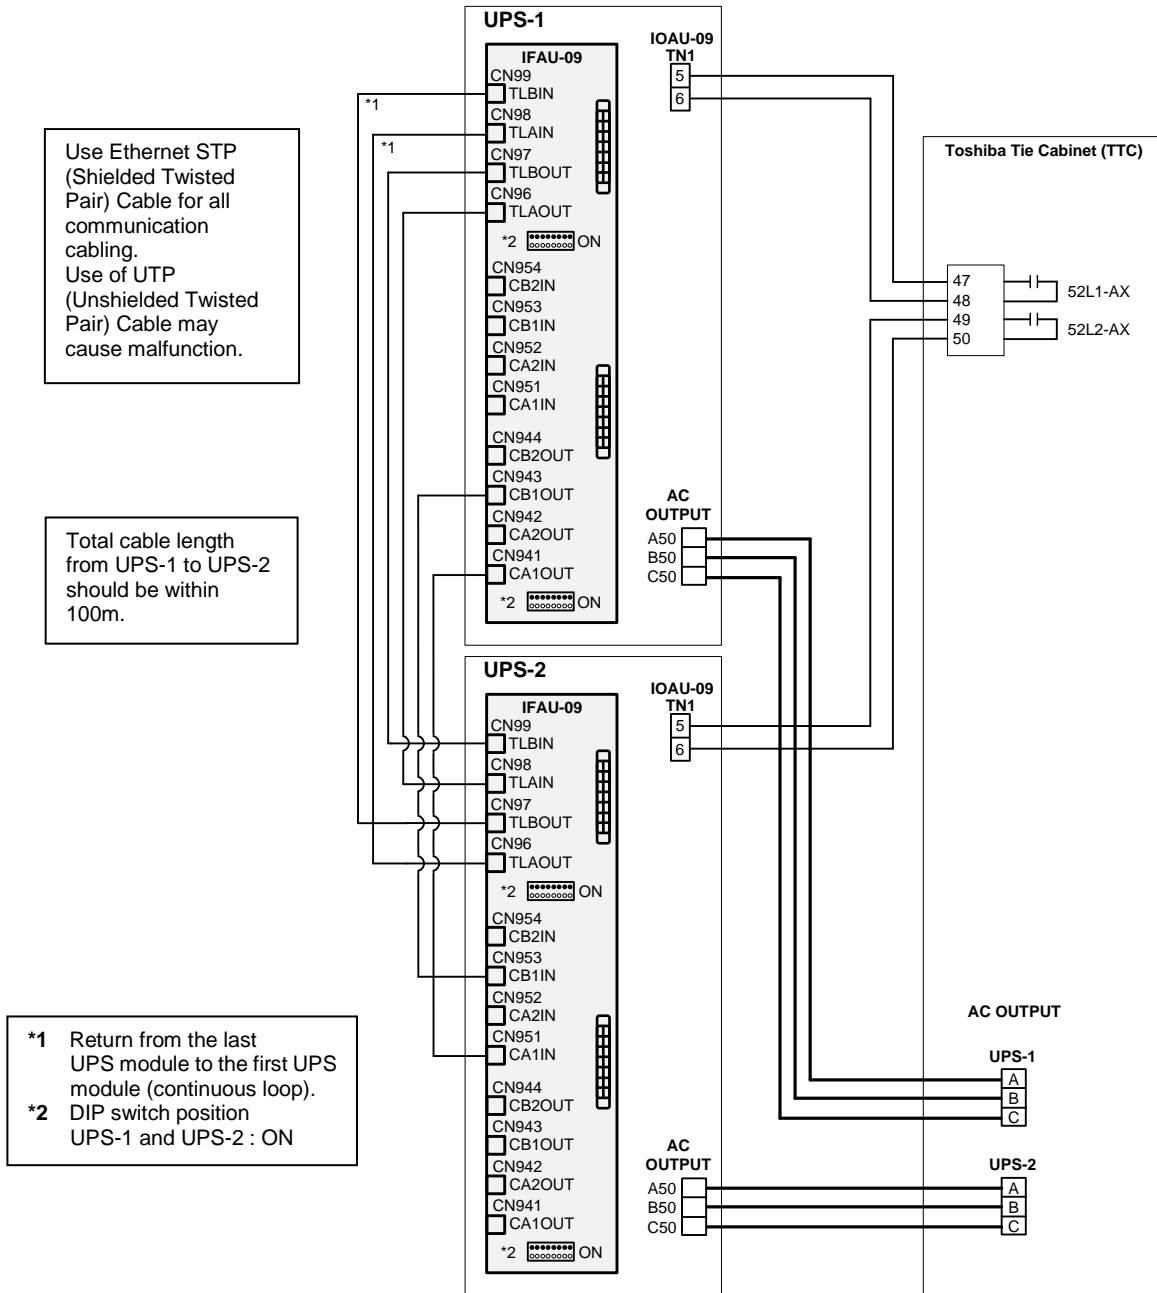 UPS-1
IFAU-09
CN99
TLBIN
*1
CN98
TLAIN
*1
CN97
TLBOUT
CN96
TLAOUT
*2 ON
CN954
CB2IN
CN953
CB1IN
CN952
CA2IN
CN951
CA1IN
CN944
CB2OUT
CN943
CB1OUT
CN942
CA2OUT
CN941
CA1OUT
*2 ON
IOAU-09
TN1
5
6
AC
OUTPUT
A50
B50
C50
Use Ethernet STP
(Shielded Twisted
Pair) Cable for all
communication
cabling.
Use of UTP
(Unshielded Twisted
Pair) Cable may
cause malfunction.
Total cable length
from UPS-1 to UPS-2
should be within
100m.
Toshiba Tie Cabinet (TTC)
47
48
49
50
52L1-AX
52L2-AX
UPS-2
IFAU-09
CN99
TLBIN
CN98
TLAIN
CN97
TLBOUT
CN96
TLAOUT
*2 ON
CN954
CB2IN
CN953
CB1IN
CN952
CA2IN
CN951
CA1IN
CN944
CB2OUT
CN943
CB1OUT
CN942
CA2OUT
CN941
CA1OUT
*2 ON
IOAU-09
TN1
5
6
AC
OUTPUT
A50
B50
C50
*1 Return from the last
UPS module to the first UPS
module (continuous loop).
*2 DIP switch position
UPS-1 and UPS-2 : ON
AC OUTPUT
UPS-1
A
B
C
UPS-2
A
B
C